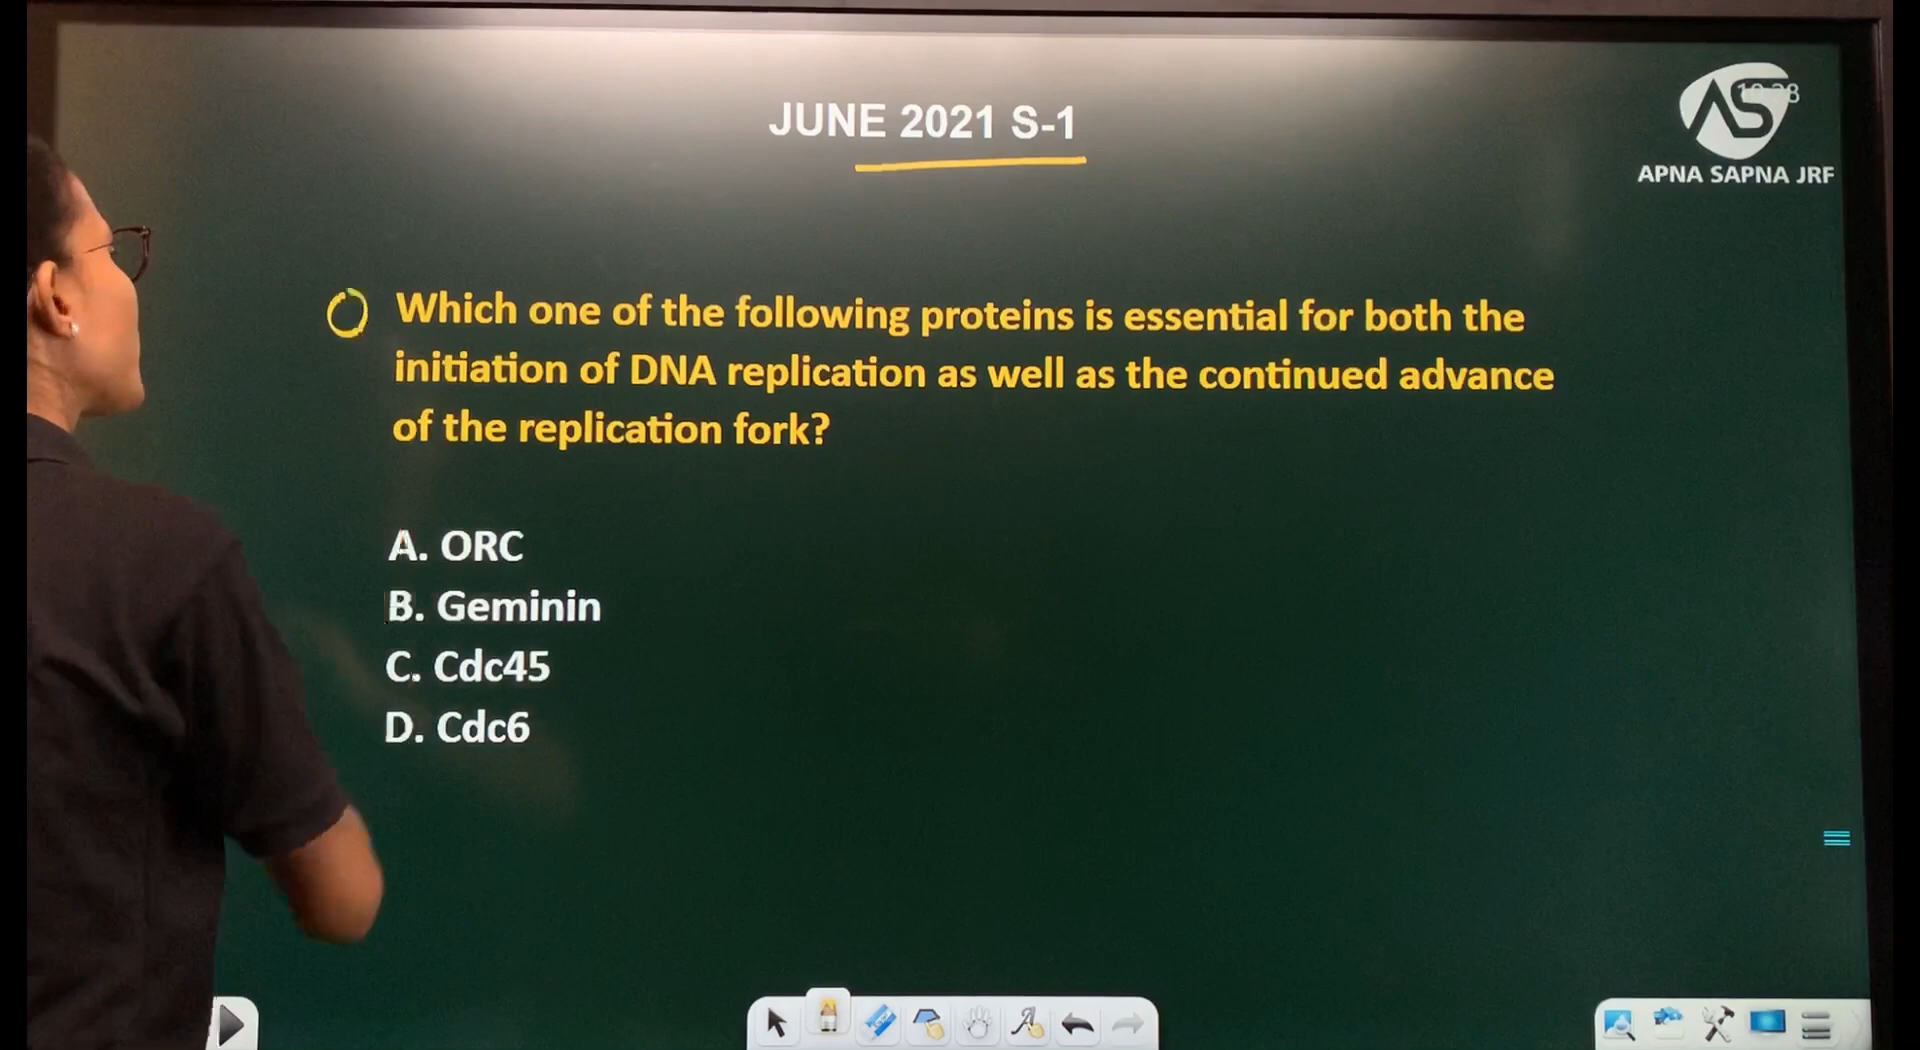 JUNE 2021 S-1
AS
APNA SAPNA JRF
Which one of the following proteins is essential for both the
initiation of DNA replication as well as the continued advance
of the replication fork?
A. ORC
B. Geminin
C. Cdc45
D. Cdc6